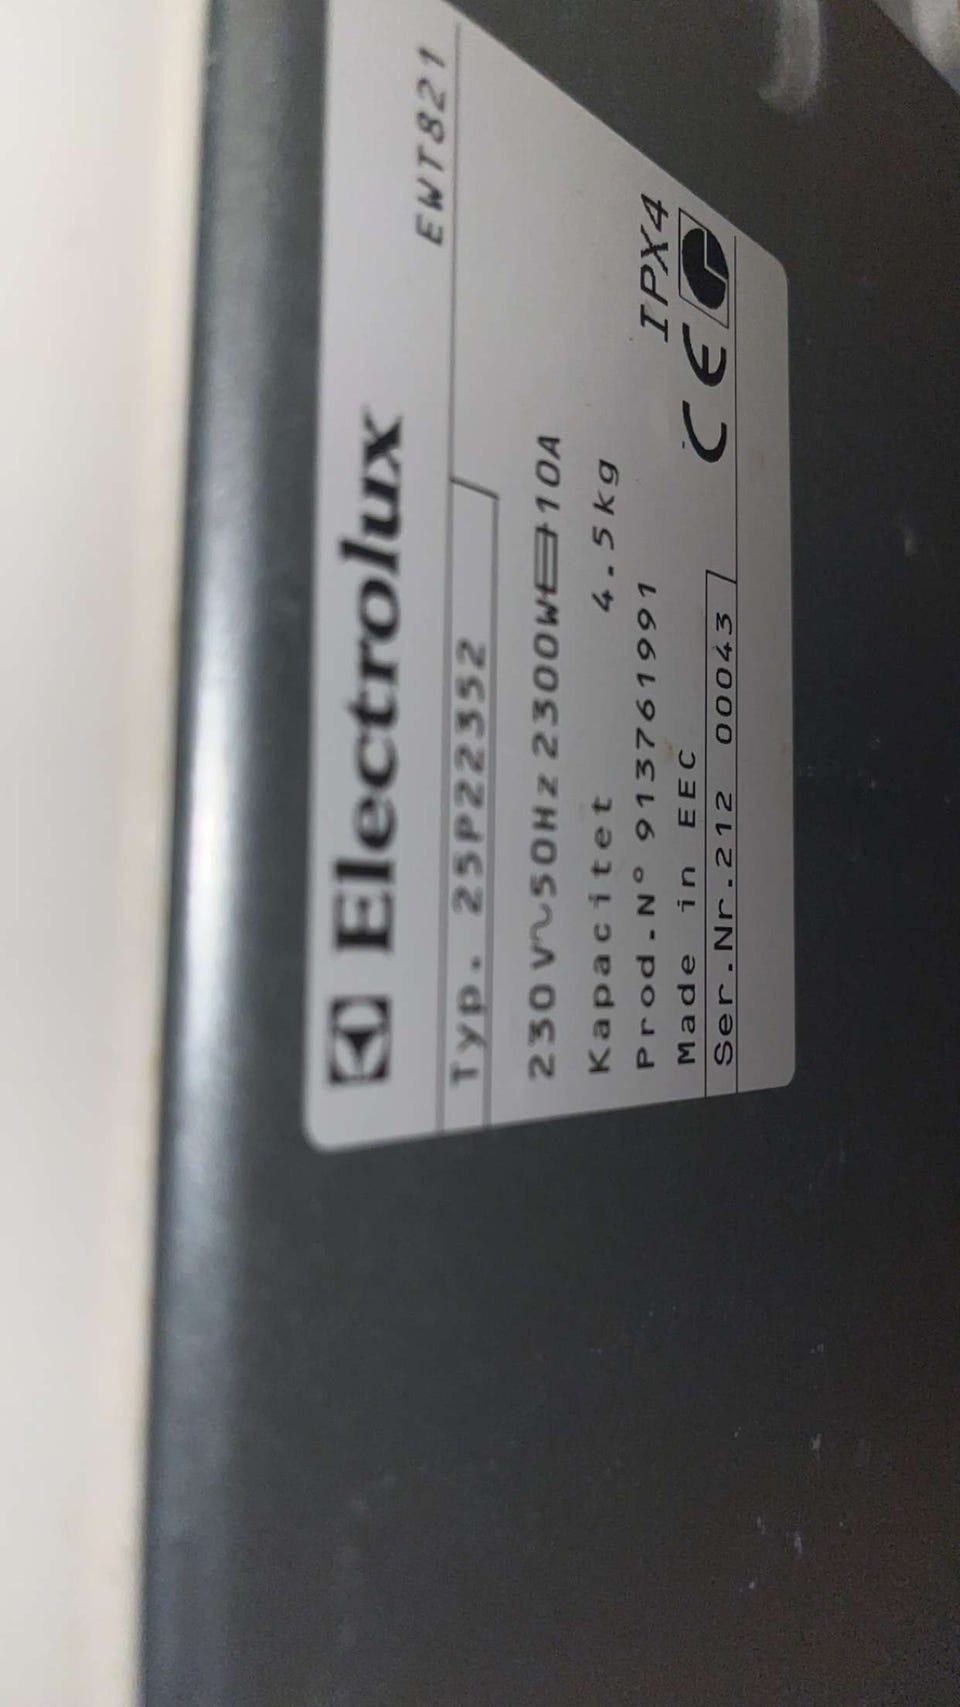 Electrolux
EWT821
Typ. 25P22352
230V~50Hz 2300W 10A
Kapacitet 4.5kg
Prod.N° 913761991
IPX4
Made in EEC
CE
Ser.Nr.212 00043